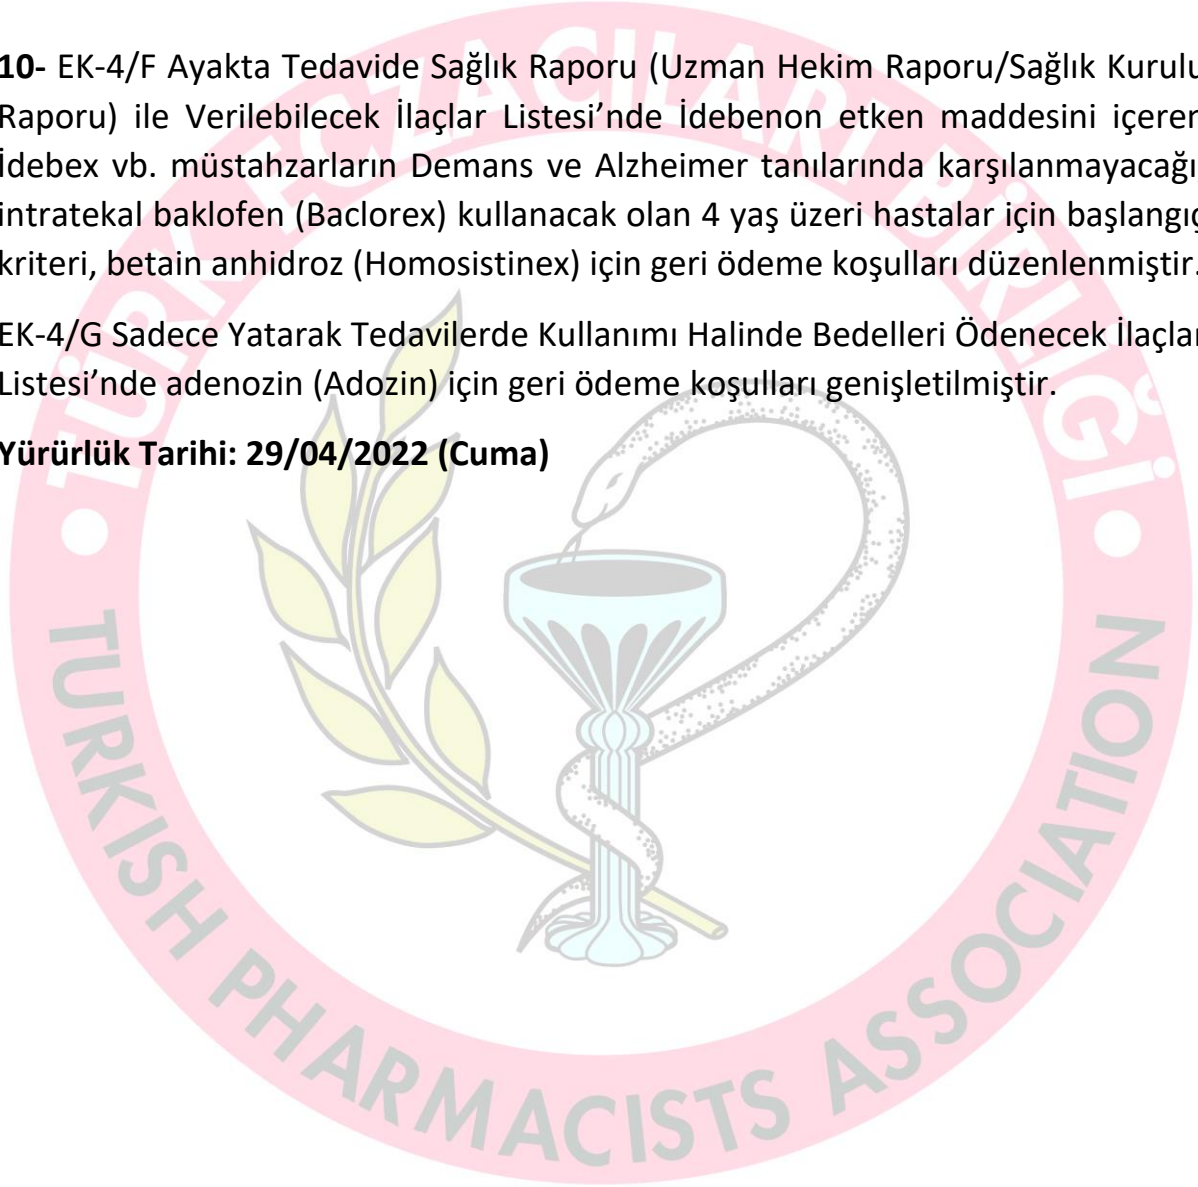 10- EK-4/F Ayakta Tedavide Sağlık Raporu (Uzman Hekim Raporu/Sağlık Kurulu
Raporu) ile Verilebilecek İlaçlar Listesi’nde İdebenon etken maddesini içeren
İdebex vb. müstahzarların Demans ve Alzheimer tanılarında karşılanmayacağı,
intratekal baklofen (Baclorex) kullanacak olan 4 yaş üzeri hastalar için başlangıç
kriteri, betain anhidroz (Homosistinex) için geri ödeme koşulları düzenlenmiştir.
EK-4/G Sadece Yatarak Tedavilerde Kullanımı Halinde Bedelleri Ödenecek İlaçlar
Listesi’nde adenozin (Adozin) için geri ödeme koşulları genişletilmiştir.
Yürürlük Tarihi: 29/04/2022 (Cuma)
TÜRK ECZACILARI BİRLİĞİ
TURKISH PHARMACISTS ASSOCIATION